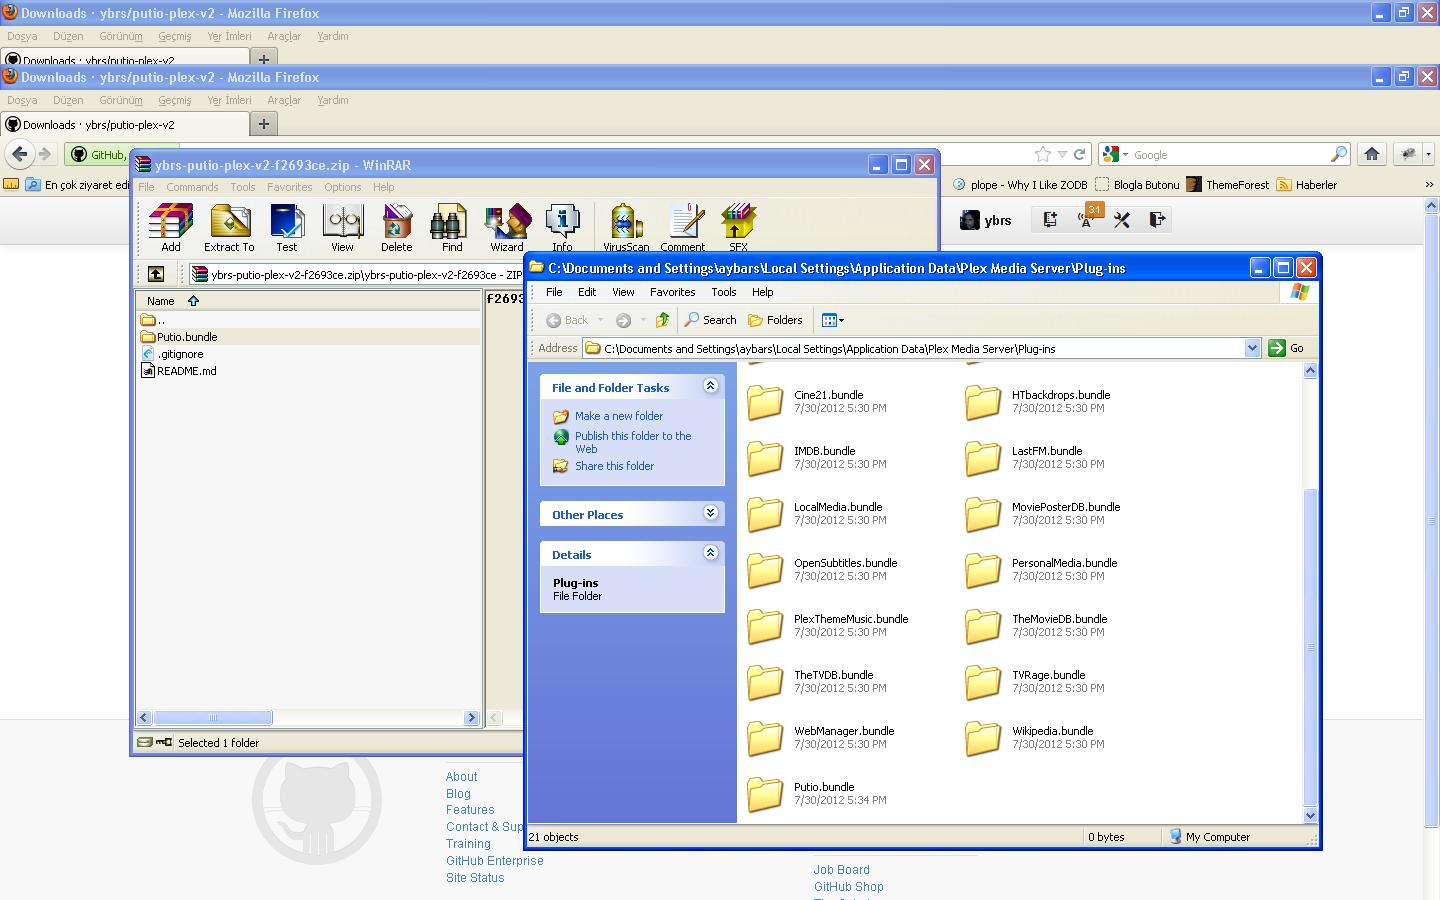 Downloads · ybrs/putio-plex-v2 - Mozilla Firefox
Dosya Düzen Görünüm Geçmiş Yer İmleri Araçlar Yardım
Downloads · ybrs/putio-plex-v2
Downloads · ybrs/putio-plex-v2 - Mozilla Firefox
Dosya Düzen Görünüm Geçmiş Yer İmleri Araçlar Yardım
Downloads · ybrs/putio-plex-v2
GitHub,
Google
En çok ziyaret edi
plope - Why I Like ZODB Blogla Butonu ThemeForest Haberler
ybrs
31
ybrs-putio-plex-v2-f2693ce.zip - WinRAR
File Commands Tools Favorites Options Help
Add Extract To Test View Delete Find Wizard Info VirusScan Comment SFX
ybrs-putio-plex-v2-f2693ce.zip\ybrs-putio-plex-v2-f2693ce - ZIP
Name
f2693
..
Putio.bundle
.gitignore
README.md
Selected 1 folder
C:\Documents and Settings\aybars\Local Settings\Application Data\Plex Media Server\Plug-ins
File Edit View Favorites Tools Help
Back Search Folders
Address C:\Documents and Settings\aybars\Local Settings\Application Data\Plex Media Server\Plug-ins Go
File and Folder Tasks
Make a new folder
Publish this folder to the
Web
Share this folder
Other Places
Details
Plug-ins
File Folder
Cine21.bundle
7/30/2012 5:30 PM
HTbackdrops.bundle
7/30/2012 5:30 PM
IMDB.bundle
7/30/2012 5:30 PM
LastFM.bundle
7/30/2012 5:30 PM
LocalMedia.bundle
7/30/2012 5:30 PM
MoviePosterDB.bundle
7/30/2012 5:30 PM
OpenSubtitles.bundle
7/30/2012 5:30 PM
PersonalMedia.bundle
7/30/2012 5:30 PM
PlexThemeMusic.bundle
7/30/2012 5:30 PM
TheMovieDB.bundle
7/30/2012 5:30 PM
TheTVDB.bundle
7/30/2012 5:30 PM
TVRage.bundle
7/30/2012 5:30 PM
WebManager.bundle
7/30/2012 5:30 PM
Wikipedia.bundle
7/30/2012 5:30 PM
Putio.bundle
7/30/2012 5:34 PM
21 objects 0 bytes My Computer
About
Blog
Features
Contact & Sup
Training
GitHub Enterprise
Site Status
Job Board
GitHub Shop